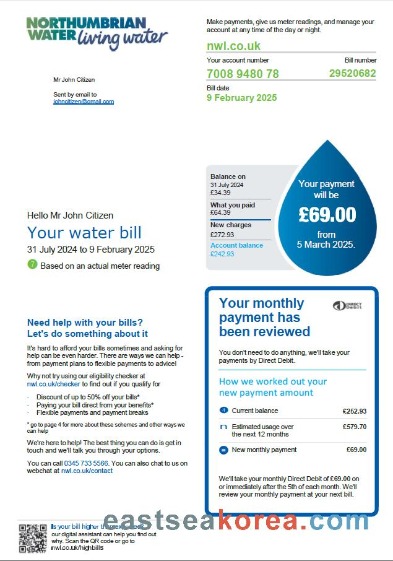 NORTHUMBRIAN
WATER living water
Make payments, give us meter readings, and manage your
account at any time of the day or night.
nwl.co.uk
Your account number
Bill number
7008 9480 78
29520682
Bill date
9 February 2025
Mr John Citizen
Sent by email to
johncitizen@gmail.com
Balance on
31 July 2024
£34.39
What you paid
£64.39
New charges
£272.93
Account balance
£242.93
Your payment
will be
£69.00
from
5 March 2025.
Hello Mr John Citizen
Your water bill
31 July 2024 to 9 February 2025
Based on an actual meter reading
Need help with your bills?
Let's do something about it
It's hard to afford your bills sometimes and asking for
help can be even harder. There are ways we can help -
from payment plans to flexible payments to advice!
Why not try using our eligibility checker at
nwl.co.uk/checker to find out if you qualify for
- Discount of up to 50% off your bills*
- Paying your bill direct from your benefits*
- Flexible payments and payment breaks
* go to page 4 for more about these schemes and other ways we
can help
We're here to help! The best thing you can do is get in
touch and we'll talk you through your options.
You can call 0345 733 5566. You can also chat to us on
webchat at nwl.co.uk/contact
Your monthly
payment has
been reviewed
DIRECT
Debit
You don't need to do anything, we'll take your
payments by Direct Debit.
How we worked out your
new payment amount
Current balance
£252.93
Estimated usage over
the next 12 months
£579.70
New monthly payment
£69.00
We'll take your monthly Direct Debit of £69.00 on
or immediately after the 5th of each month. We'll
review your monthly payment at your next bill.
Is your bill higher
our digital assistant can help you find out
why. Scan the QR code or go to
nwl.co.uk/highbills
eastseakorea.com